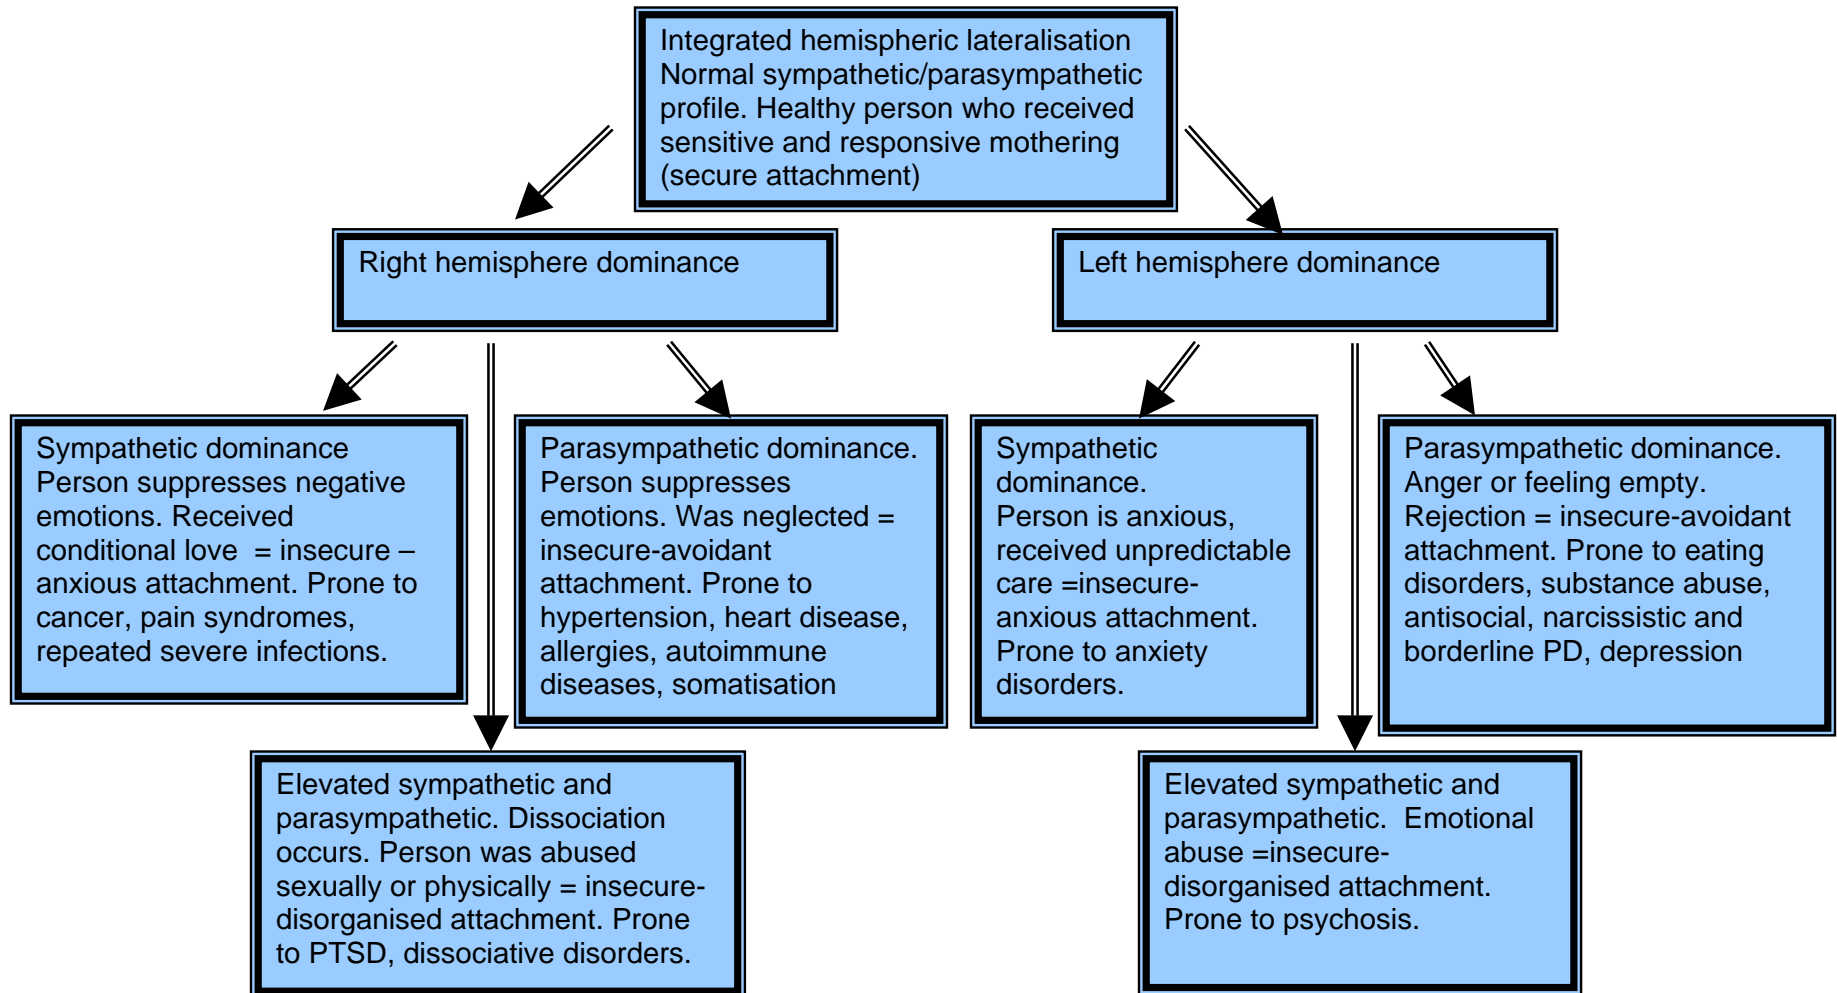 Integrated hemispheric lateralisation
Normal sympathetic/parasympathetic
profile. Healthy person who received
sensitive and responsive mothering
(secure attachment)
Right hemisphere dominance
Left hemisphere dominance
Sympathetic dominance
Person suppresses negative
emotions. Received
conditional love  = insecure –
anxious attachment. Prone to
cancer, pain syndromes,
repeated severe infections.
Parasympathetic dominance.
Person suppresses
emotions. Was neglected =
insecure-avoidant
attachment. Prone to
hypertension, heart disease,
allergies, autoimmune
diseases, somatisation
Sympathetic
dominance.
Person is anxious,
received unpredictable
care =insecure-
anxious attachment.
Prone to anxiety
disorders.
Parasympathetic dominance.
Anger or feeling empty.
Rejection = insecure-avoidant
attachment. Prone to eating
disorders, substance abuse,
antisocial, narcissistic and
borderline PD, depression
Elevated sympathetic and
parasympathetic. Dissociation
occurs. Person was abused
sexually or physically = insecure-
disorganised attachment. Prone
to PTSD, dissociative disorders.
Elevated sympathetic and
parasympathetic.  Emotional
abuse =insecure-
disorganised attachment.
Prone to psychosis.